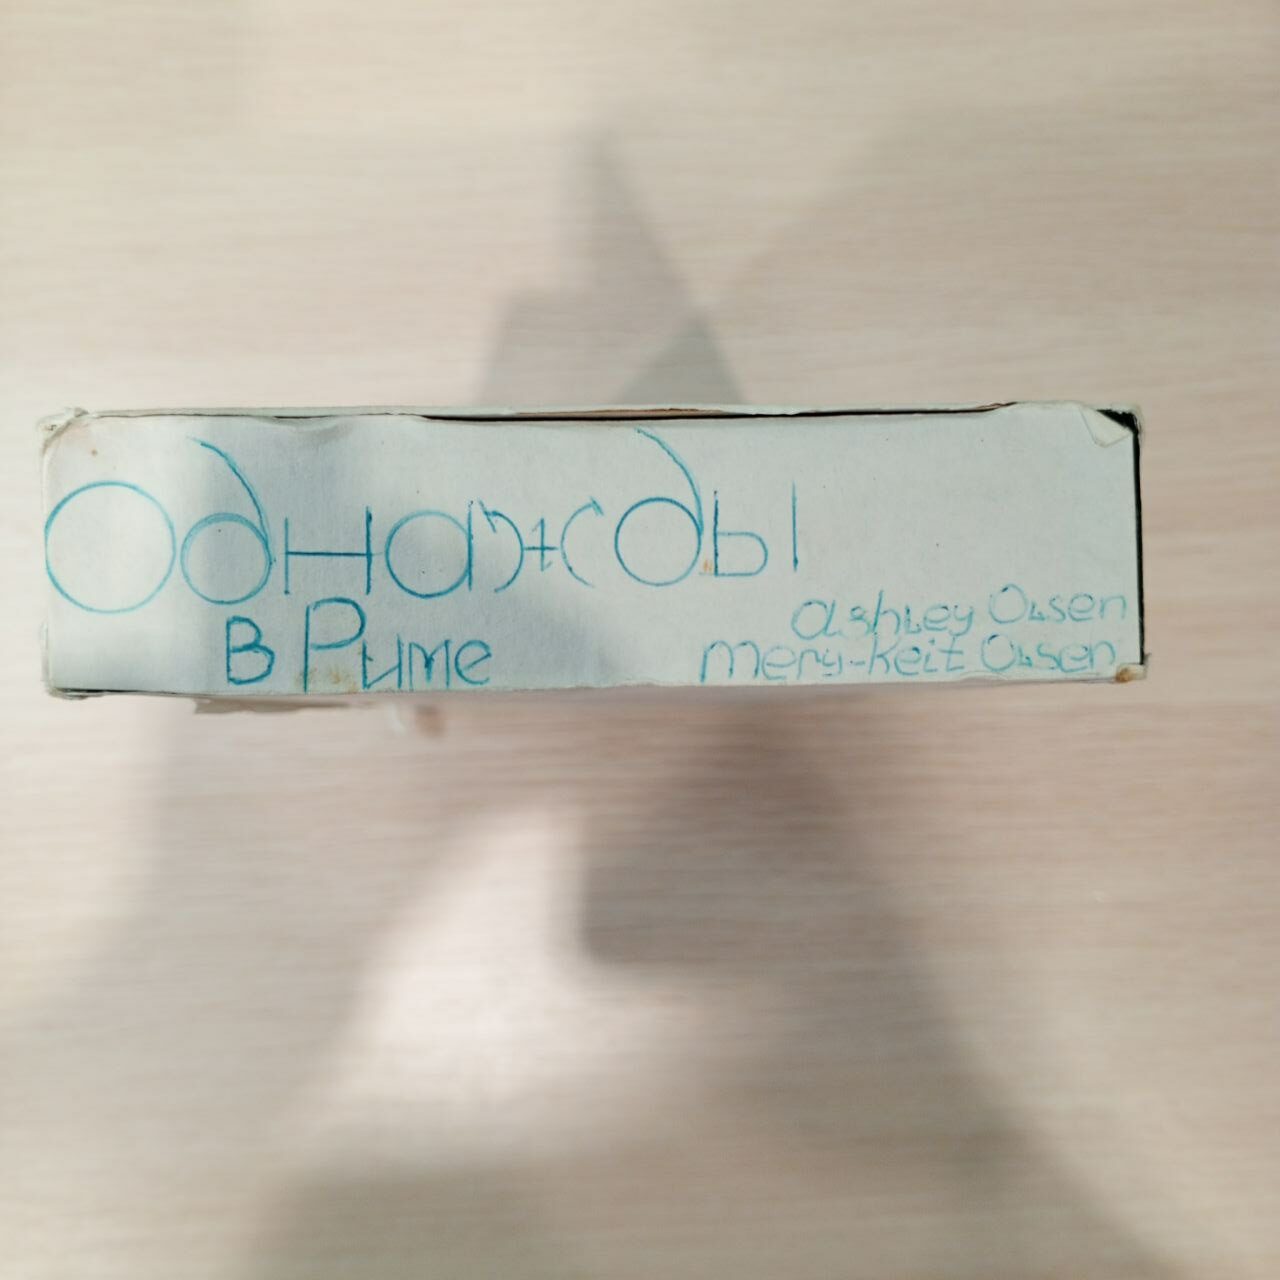 Однажды
в Риме
Ashley Olsen
Mery-Keit Olsen